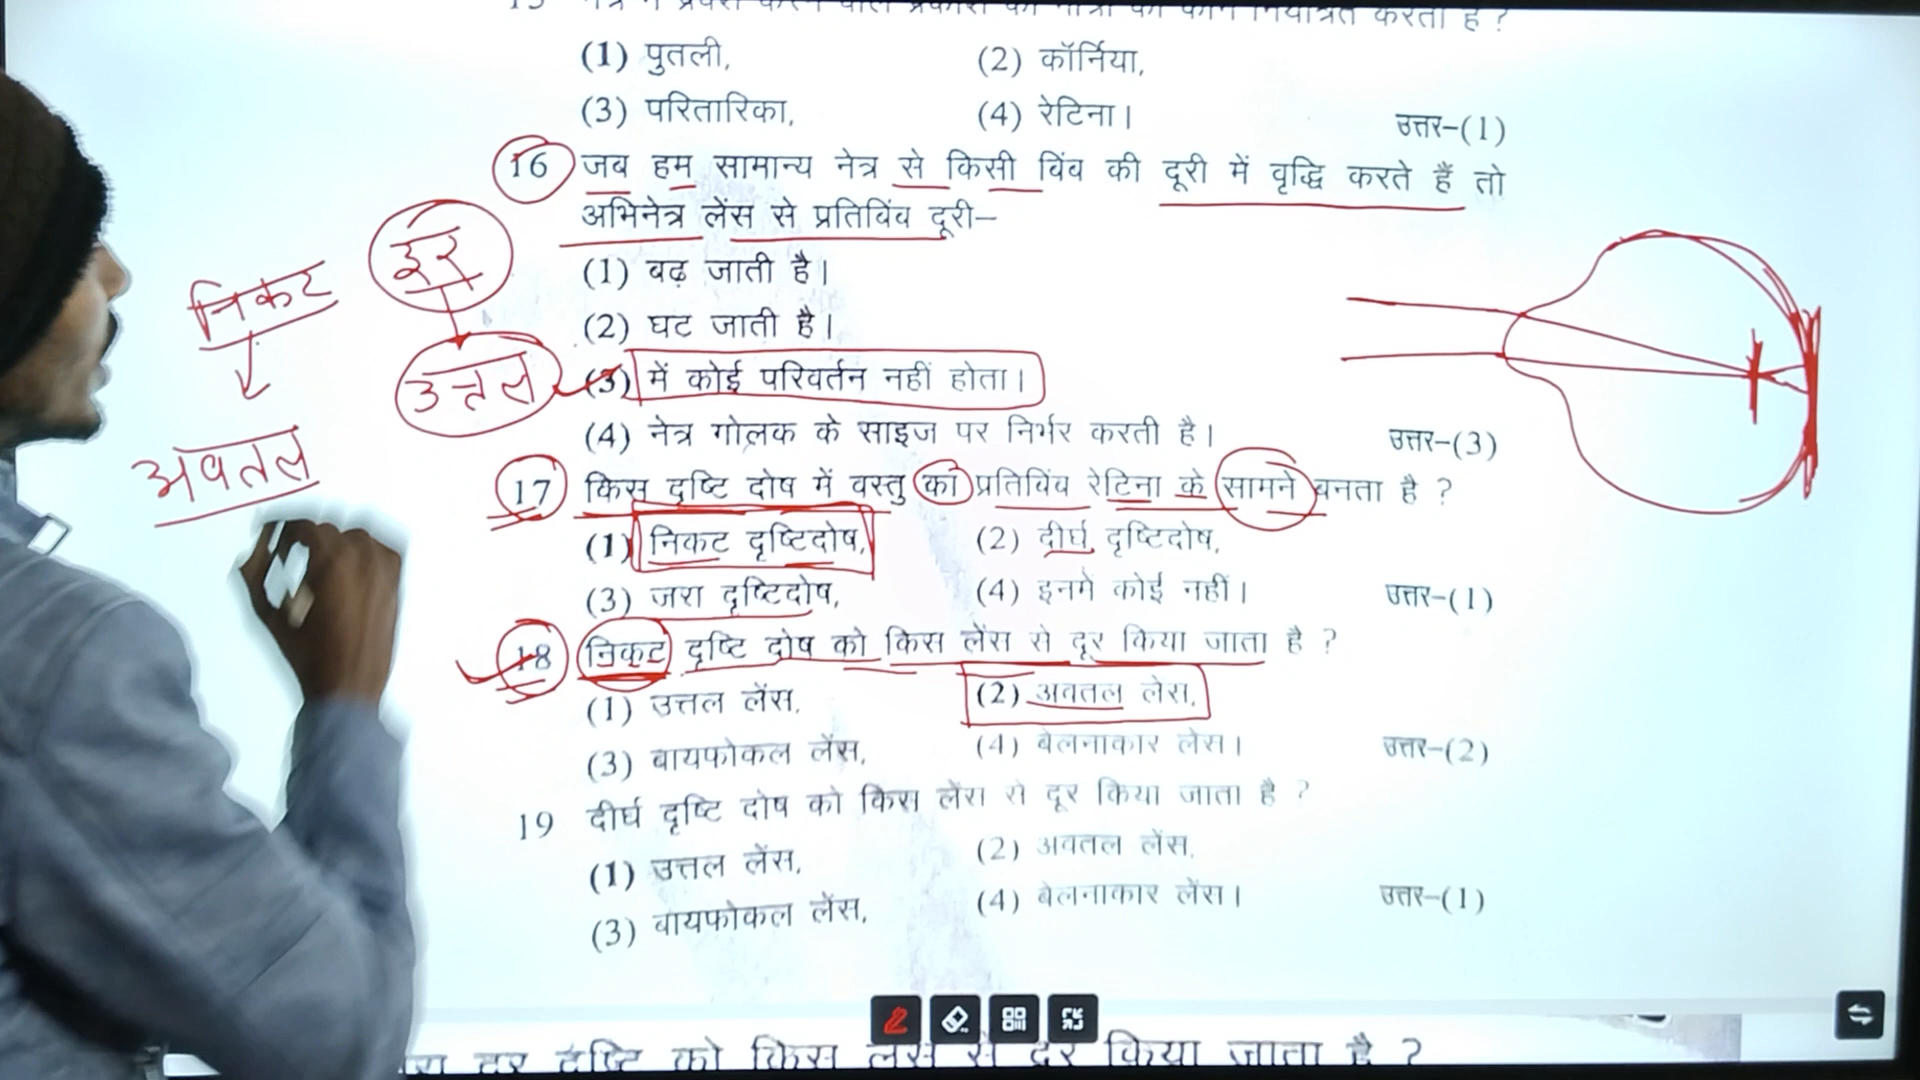 (1) पुतली, (2) कॉर्निया,
(3) परितारिका, (4) रेटिना। उत्तर-(1)
16 जब हम सामान्य नेत्र से किसी बिंब की दूरी में वृद्धि करते हैं तो
अभिनेत्र लेंस से प्रतिबिंब दूरी–
(1) बढ़ जाती है।
(2) घट जाती है।
(3) में कोई परिवर्तन नहीं होता।
(4) नेत्र गोलक के साइज पर निर्भर करती है। उत्तर-(3)
17 किस दृष्टि दोष में वस्तु का प्रतिबिंब रेटिना के सामने बनता है ?
(1) निकट दृष्टिदोष, (2) दीर्घ दृष्टिदोष,
(3) जरा दृष्टिदोष, (4) इनमें कोई नहीं। उत्तर-(1)
18 निकट दृष्टि दोष को किस लेंस से दूर किया जाता है ?
(1) उत्तल लेंस, (2) अवतल लेंस,
(3) बायफोकल लेंस, (4) बेलनाकार लेंस। उत्तर-(2)
19 दीर्घ दृष्टि दोष को किस लेंस से दूर किया जाता है ?
(1) उत्तल लेंस, (2) अवतल लेंस,
(3) बायफोकल लेंस, (4) बेलनाकार लेंस। उत्तर-(1)
निकट
अवतल
उत्तल
दृष्टि को किस लेंस से दूर किया जाता है ?